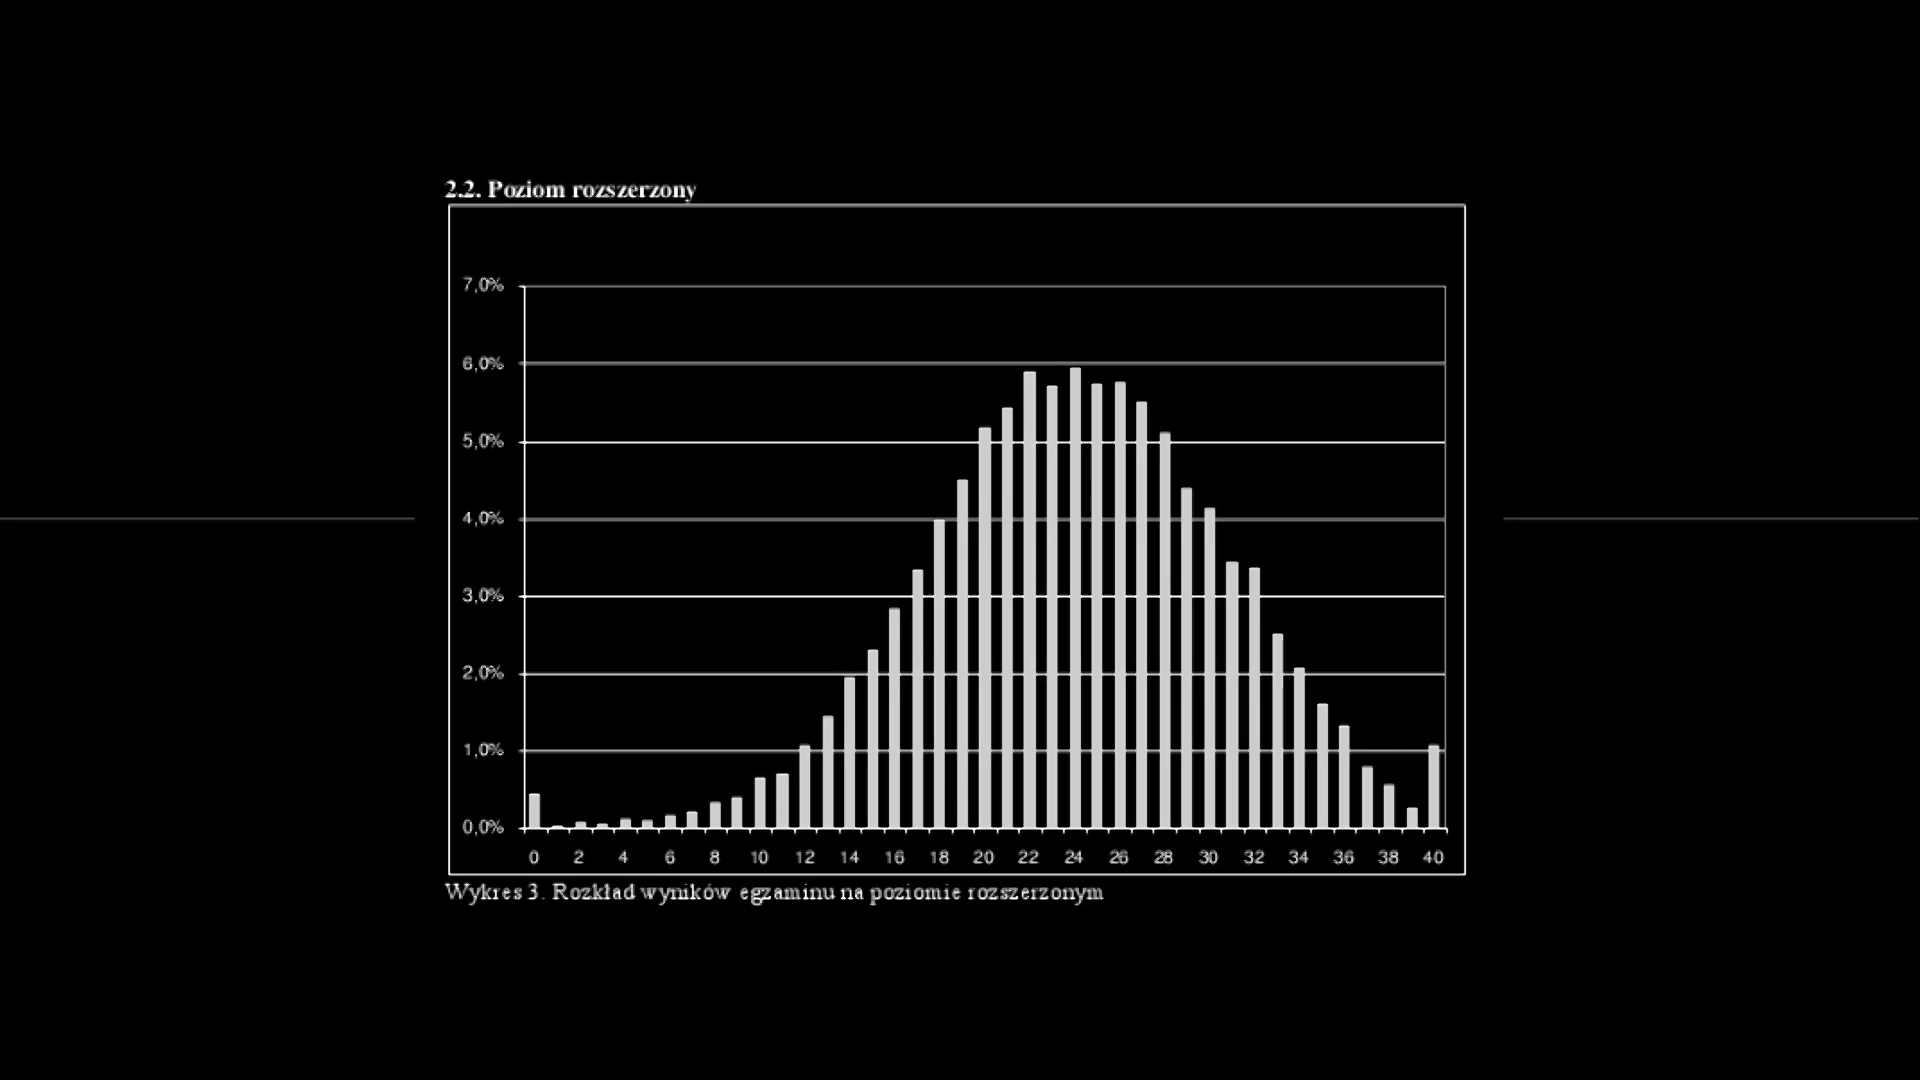 2.2. Poziom rozszerzony
7,0%
6,0%
5,0%
4,0%
3,0%
2,0%
1,0%
0,0%
0 2 4 6 8 10 12 14 16 18 20 22 24 26 28 30 32 34 36 38 40
Wykres 3. Rozkład wyników egzaminu na poziomie rozszerzonym